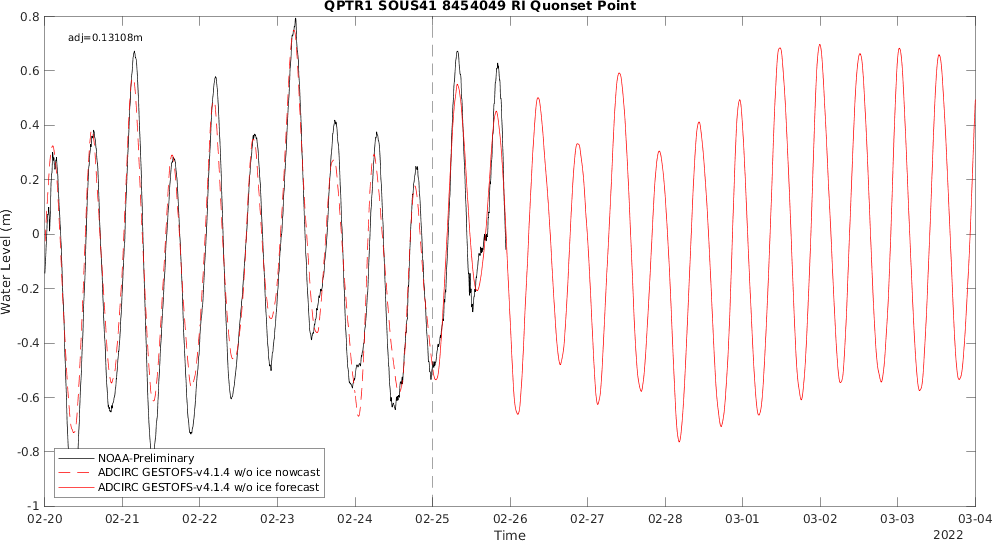 QPTR1 SOUS41 8454049 RI Quonset Point
adj=0.13108m
0.8
0.6
0.4
0.2
0
-0.2
-0.4
-0.6
-0.8
-1
Water Level (m)
NOAA-Preliminary
ADCIRC GESTOFS-v4.1.4 w/o ice nowcast
ADCIRC GESTOFS-v4.1.4 w/o ice forecast
02-20 02-21 02-22 02-23 02-24 02-25 02-26 02-27 02-28 03-01 03-02 03-03 03-04
Time
2022